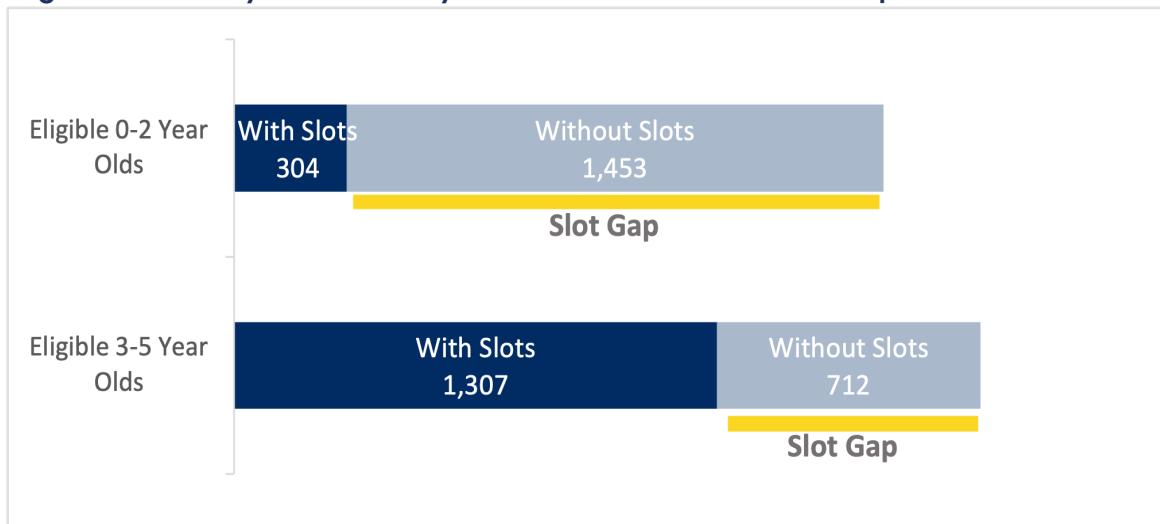 Eligible 0-2 Year
Olds
With Slots
304
Without Slots
1,453
Slot Gap
Eligible 3-5 Year
Olds
With Slots
1,307
Without Slots
712
Slot Gap